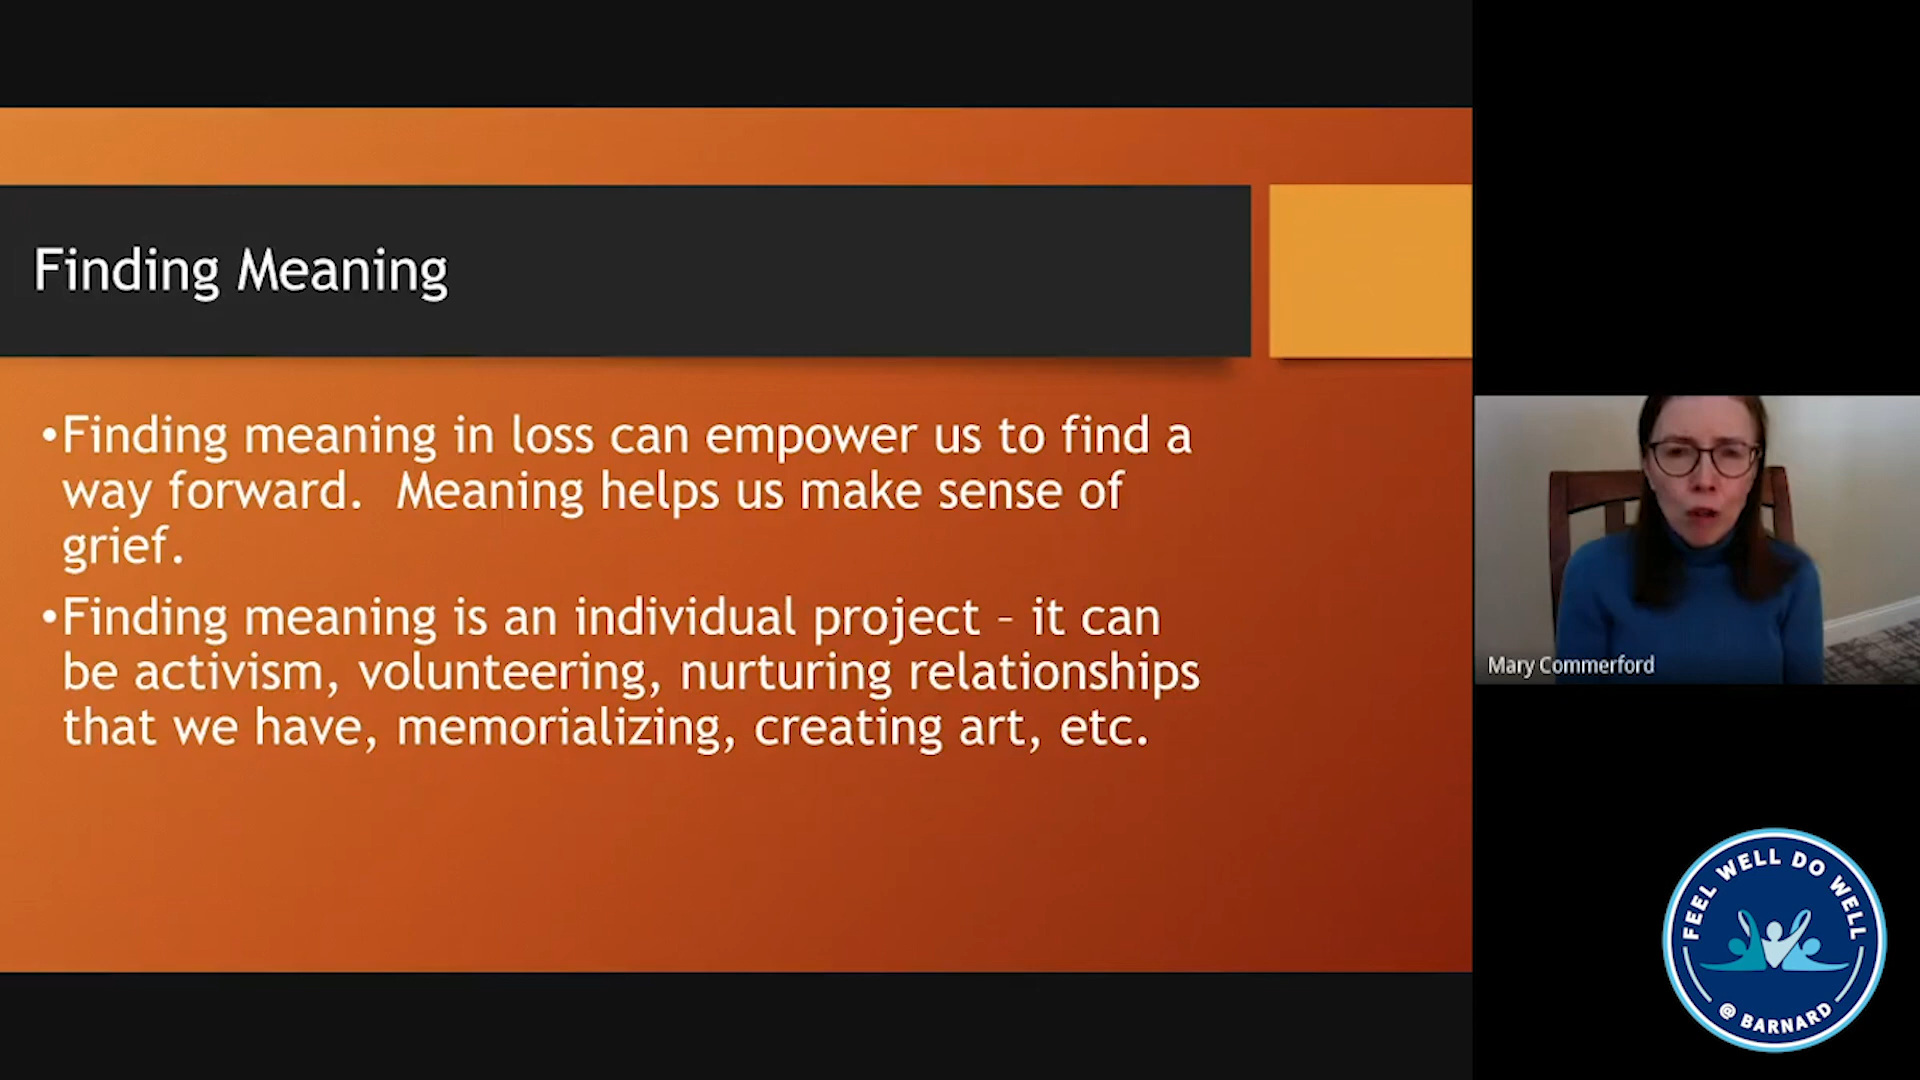 Finding Meaning
•Finding meaning in loss can empower us to find a
way forward.  Meaning helps us make sense of
grief.
•Finding meaning is an individual project – it can
be activism, volunteering, nurturing relationships
that we have, memorializing, creating art, etc.
Mary Commerford
FEEL WELL DO WELL
@ BARNARD